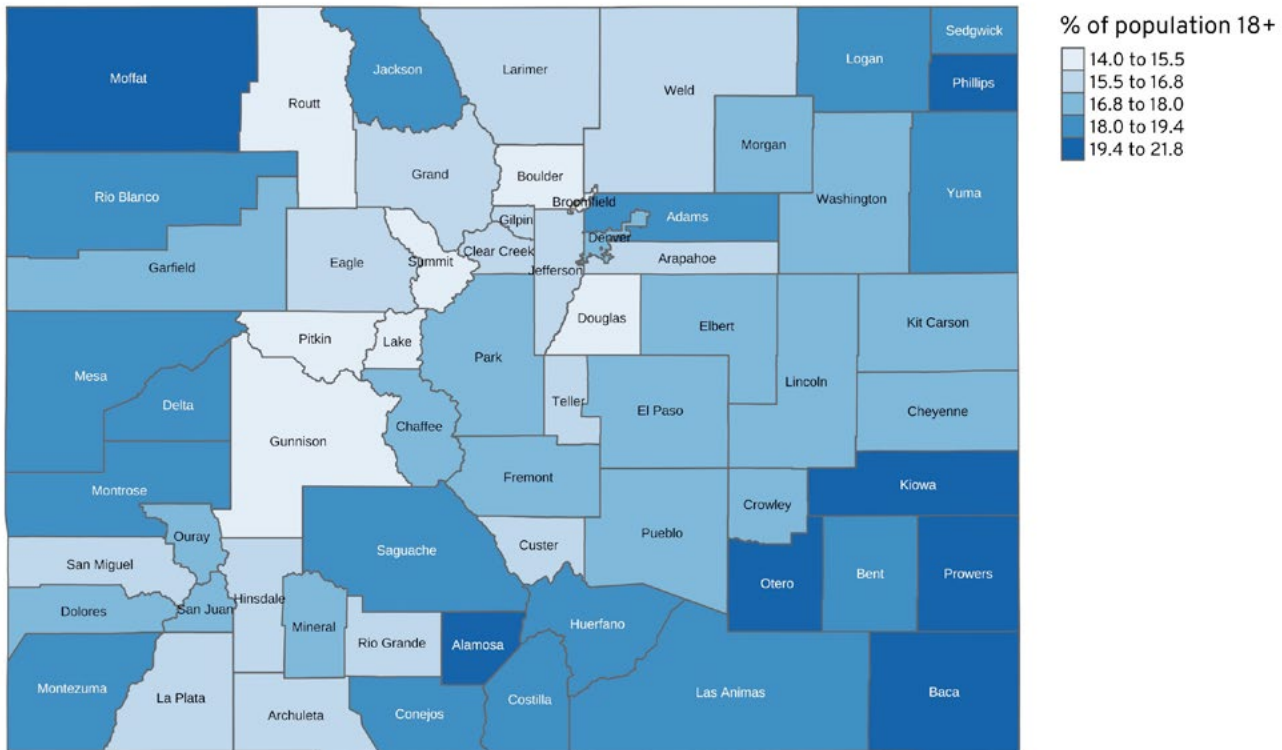 % of population 18+
14.0 to 15.5
15.5 to 16.8
16.8 to 18.0
18.0 to 19.4
19.4 to 21.8
Moffat
Routt
Jackson
Larimer
Weld
Logan
Sedgwick
Phillips
Rio Blanco
Grand
Boulder
Morgan
Washington
Yuma
Broomfield
Gilpin
Adams
Denver
Garfield
Eagle
Summit
Clear Creek
Jefferson
Arapahoe
Pitkin
Lake
Park
Douglas
Elbert
Kit Carson
Mesa
Delta
Gunnison
Chaffee
Teller
El Paso
Lincoln
Cheyenne
Montrose
Fremont
Crowley
Kiowa
Ouray
Saguache
Custer
Pueblo
San Miguel
Hinsdale
Otero
Bent
Prowers
Dolores
San Juan
Mineral
Rio Grande
Alamosa
Huerfano
Montezuma
La Plata
Archuleta
Conejos
Costilla
Las Animas
Baca